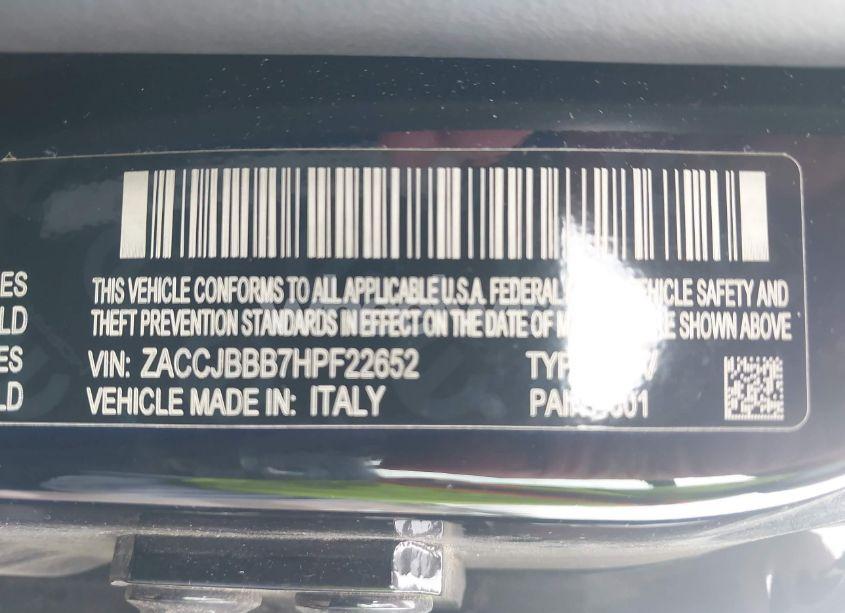 ES
LD
ES
LD
THIS VEHICLE CONFORMS TO ALL APPLICABLE U.S.A. FEDERAL VEHICLE SAFETY AND
THEFT PREVENTION STANDARDS IN EFFECT ON THE DATE OF SHOWN ABOVE
VIN: ZACCJBBB7HPF22652
VEHICLE MADE IN: ITALY